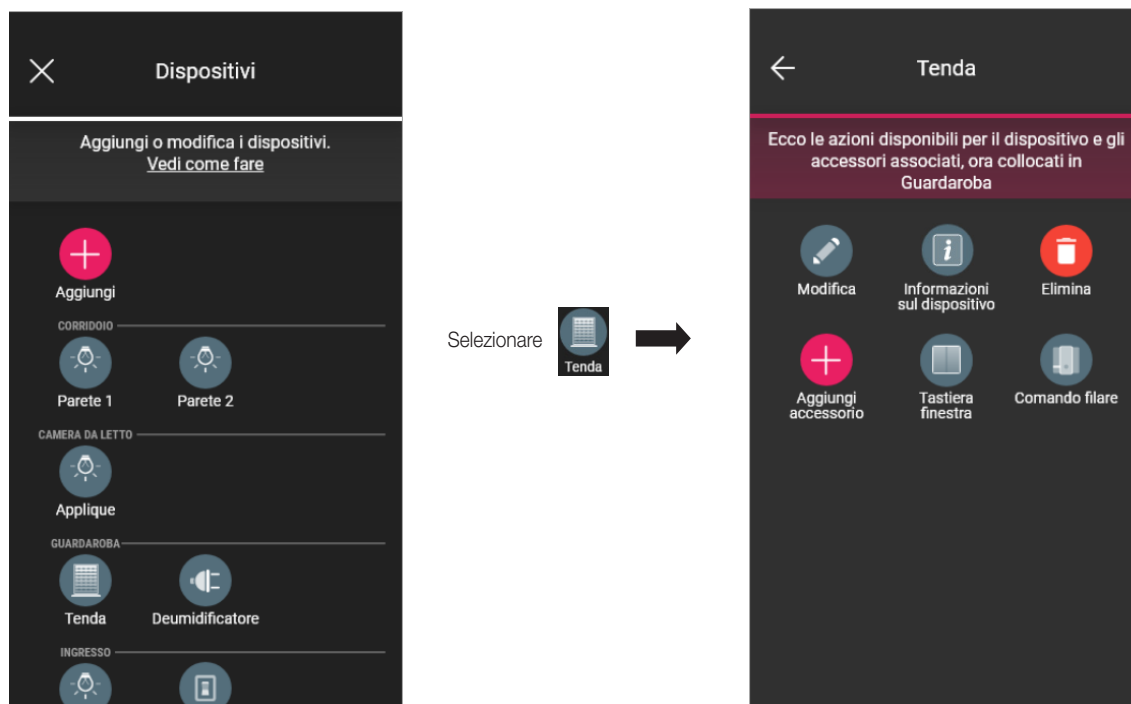 Dispositivi
Aggiungi o modifica i dispositivi.
Vedi come fare
Aggiungi
CORRIDOIO
Parete 1
Parete 2
CAMERA DA LETTO
Applique
GUARDAROBA
Tenda
Deumidificatore
INGRESSO
Selezionare
Tenda
Tenda
Ecco le azioni disponibili per il dispositivo e gli
accessori associati, ora collocati in
Guardaroba
Modifica
Informazioni
sul dispositivo
Elimina
Aggiungi
accessorio
Tastiera
finestra
Comando filare